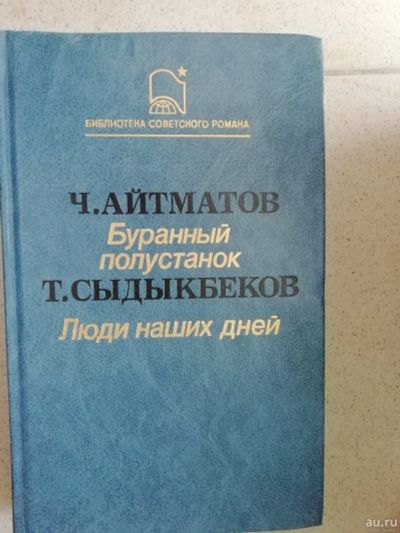 БИБЛИОТЕКА СОВЕТСКОГО РОМАНА
Ч.АЙТМАТОВ
Буранный
полустанок
Т.СЫДЫКБЕКОВ
Люди наших дней
au.ru